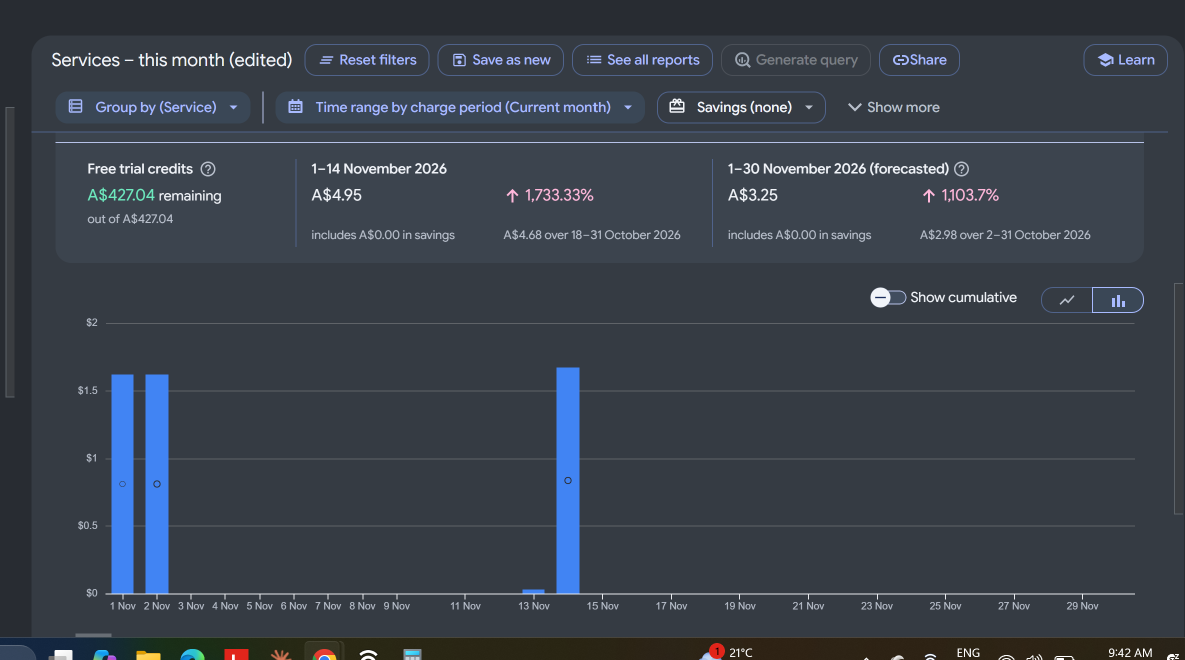 Services – this month (edited)
Reset filters
Save as new
See all reports
Generate query
Share
Learn
Group by (Service)
Time range by charge period (Current month)
Savings (none)
Show more
Free trial credits
A$427.04 remaining
out of A$427.04
1–14 November 2026
A$4.95
1,733.33%
includes A$0.00 in savings
A$4.68 over 18–31 October 2026
1–30 November 2026 (forecasted)
A$3.25
1,103.7%
includes A$0.00 in savings
A$2.98 over 2–31 October 2026
Show cumulative
$2
$1.5
$1
$0.5
$0
1 Nov 2 Nov 3 Nov 4 Nov 5 Nov 6 Nov 7 Nov 8 Nov 9 Nov 11 Nov 13 Nov 15 Nov 17 Nov 19 Nov 21 Nov 23 Nov 25 Nov 27 Nov 29 Nov
1
21°C
ENG
9:42 AM